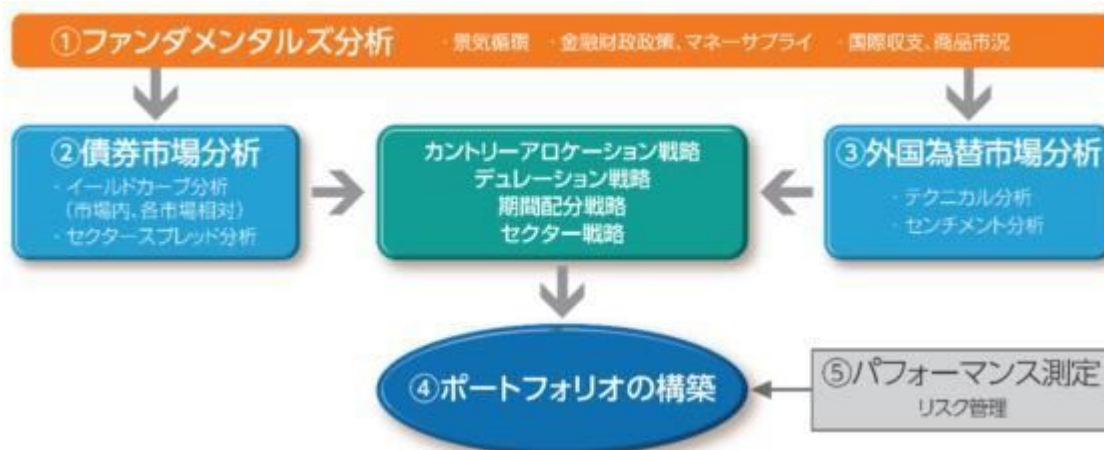 ①ファンダメンタルズ分析 ・景気循環 ・金融財政政策、マネーサプライ ・国際収支、商品市況
②債券市場分析
・イールドカーブ分析
(市場内、各市場相対)
・セクタースプレッド分析
カントリーアロケーション戦略
デュレーション戦略
期間配分戦略
セクター戦略
③外国為替市場分析
・テクニカル分析
・センチメント分析
④ポートフォリオの構築
⑤パフォーマンス測定
リスク管理